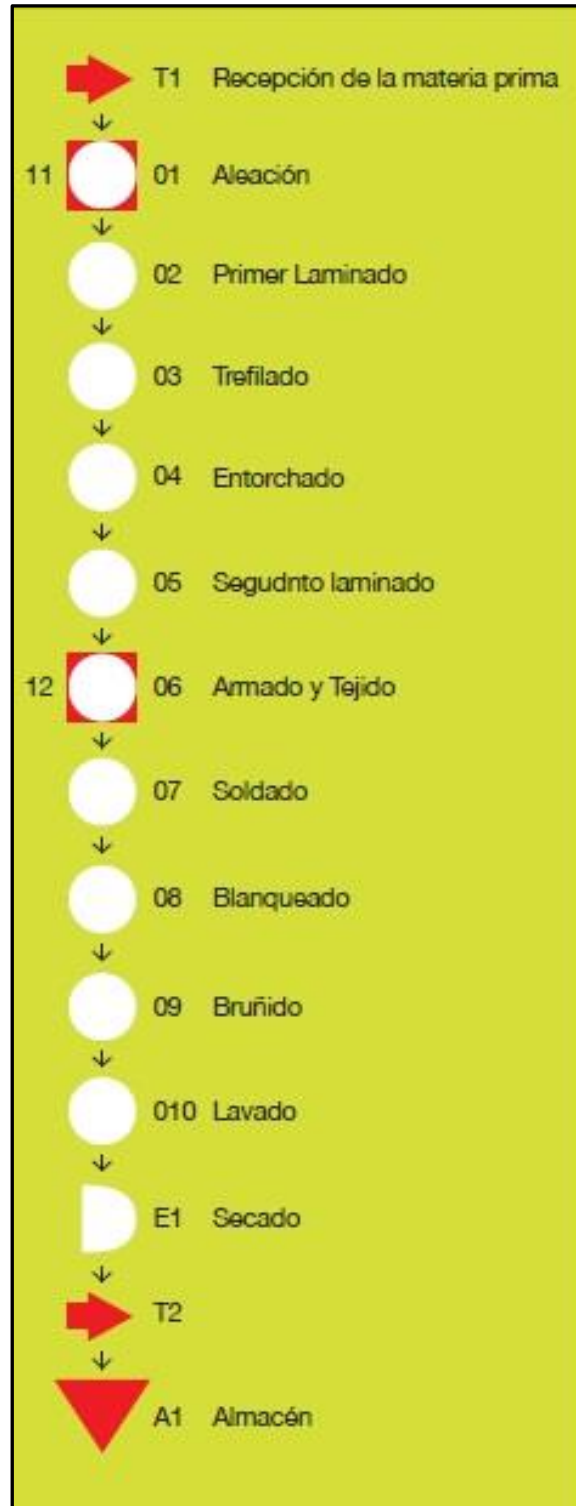 T1 Recepción de la materia prima
11 01 Aleación
02 Primer Laminado
03 Trefilado
04 Entorchado
05 Segudnto laminado
12 06 Armado y Tejido
07 Soldado
08 Blanqueado
09 Bruñido
010 Lavado
E1 Secado
T2
A1 Almacén